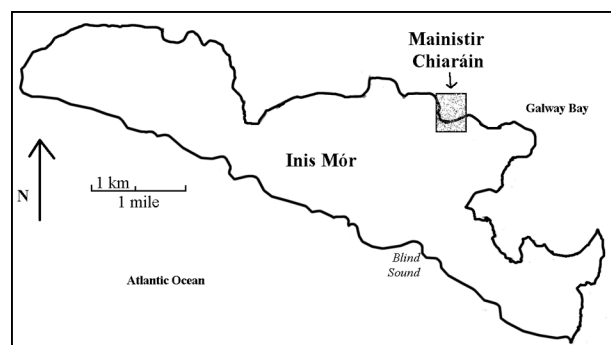 Mainistir
Chiaráin
Galway Bay
Inis Mór
N
1 km
1 mile
Blind
Sound
Atlantic Ocean